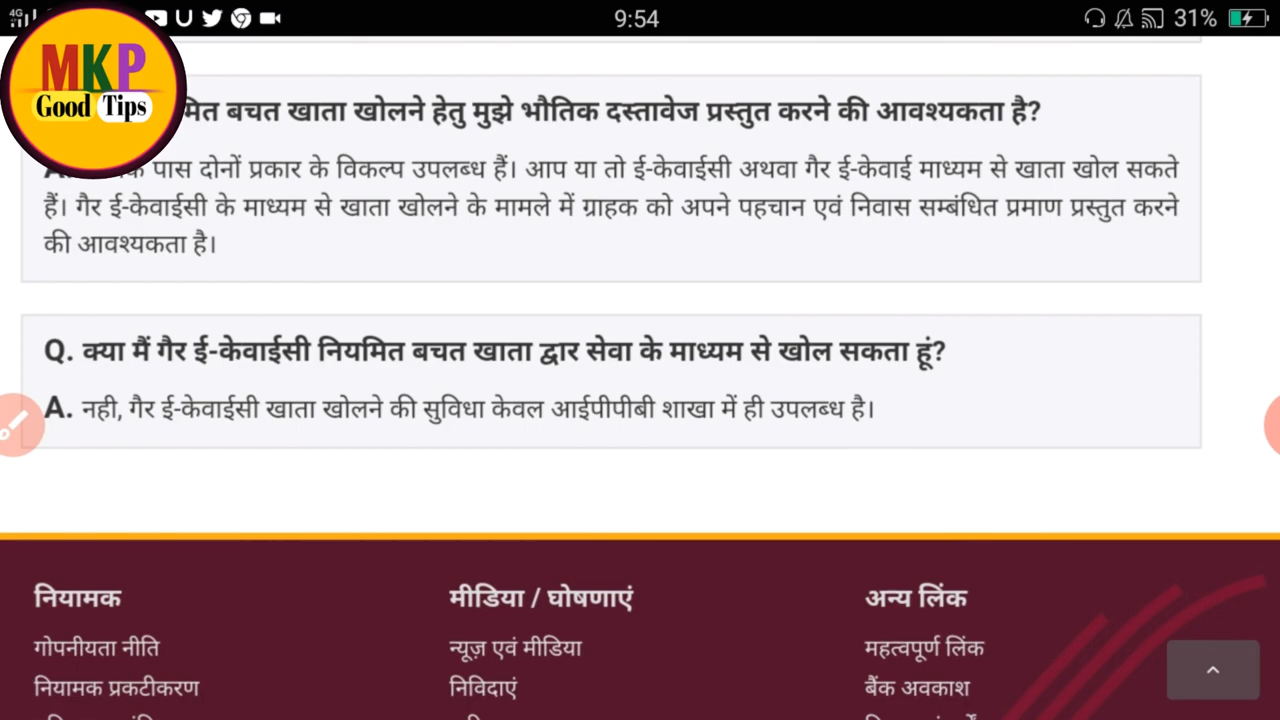 4G
9:54
31%
MKP
Good Tips
मित बचत खाता खोलने हेतु मुझे भौतिक दस्तावेज प्रस्तुत करने की आवश्यकता है?
पास दोनों प्रकार के विकल्प उपलब्ध हैं। आप या तो ई-केवाईसी अथवा गैर ई-केवाई माध्यम से खाता खोल सकते
हैं। गैर ई-केवाईसी के माध्यम से खाता खोलने के मामले में ग्राहक को अपने पहचान एवं निवास सम्बंधित प्रमाण प्रस्तुत करने
की आवश्यकता है।
Q. क्या मैं गैर ई-केवाईसी नियमित बचत खाता द्वार सेवा के माध्यम से खोल सकता हूं?
A. नही, गैर ई-केवाईसी खाता खोलने की सुविधा केवल आईपीपीबी शाखा में ही उपलब्ध है।
नियामक
मीडिया / घोषणाएं
अन्य लिंक
गोपनीयता नीति
न्यूज़ एवं मीडिया
महत्वपूर्ण लिंक
नियामक प्रकटीकरण
निविदाएं
बैंक अवकाश